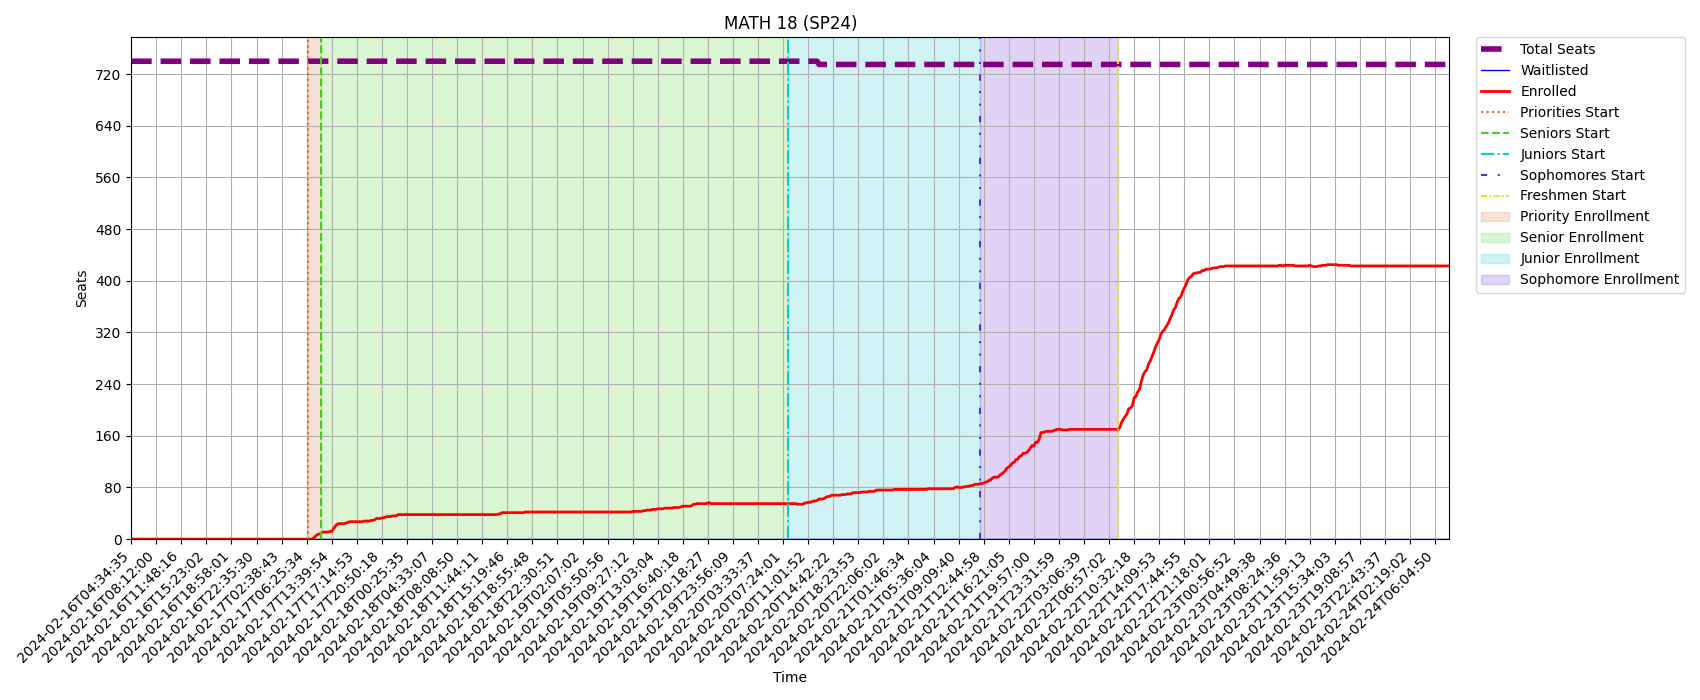 MATH 18 (SP24)
Total Seats
Waitlisted
Enrolled
Priorities Start
Seniors Start
Juniors Start
Sophomores Start
Freshmen Start
Priority Enrollment
Senior Enrollment
Junior Enrollment
Sophomore Enrollment
Seats
720
640
560
480
400
320
240
160
80
0
2024-02-16T04:34:35
2024-02-16T08:12:00
2024-02-16T11:48:16
2024-02-16T15:23:02
2024-02-16T18:58:01
2024-02-16T22:35:30
2024-02-17T02:38:43
2024-02-17T06:25:34
2024-02-17T13:39:54
2024-02-17T17:14:53
2024-02-17T20:50:18
2024-02-18T00:25:35
2024-02-18T04:33:07
2024-02-18T08:08:50
2024-02-18T11:44:11
2024-02-18T15:19:46
2024-02-18T18:55:48
2024-02-18T22:30:51
2024-02-19T02:07:02
2024-02-19T05:50:56
2024-02-19T09:27:12
2024-02-19T13:03:04
2024-02-19T16:40:18
2024-02-19T20:18:27
2024-02-19T23:56:09
2024-02-20T03:33:37
2024-02-20T07:24:01
2024-02-20T11:01:52
2024-02-20T14:42:22
2024-02-20T18:23:53
2024-02-20T22:06:02
2024-02-21T01:46:34
2024-02-21T05:36:04
2024-02-21T09:09:40
2024-02-21T12:44:58
2024-02-21T16:21:05
2024-02-21T19:57:00
2024-02-21T23:31:59
2024-02-22T03:06:39
2024-02-22T06:57:02
2024-02-22T10:32:18
2024-02-22T14:09:53
2024-02-22T17:44:55
2024-02-22T21:18:01
2024-02-23T00:56:52
2024-02-23T04:49:38
2024-02-23T08:24:36
2024-02-23T11:59:13
2024-02-23T15:34:03
2024-02-23T19:08:57
2024-02-23T22:43:37
2024-02-24T02:19:02
2024-02-24T06:04:50
Time